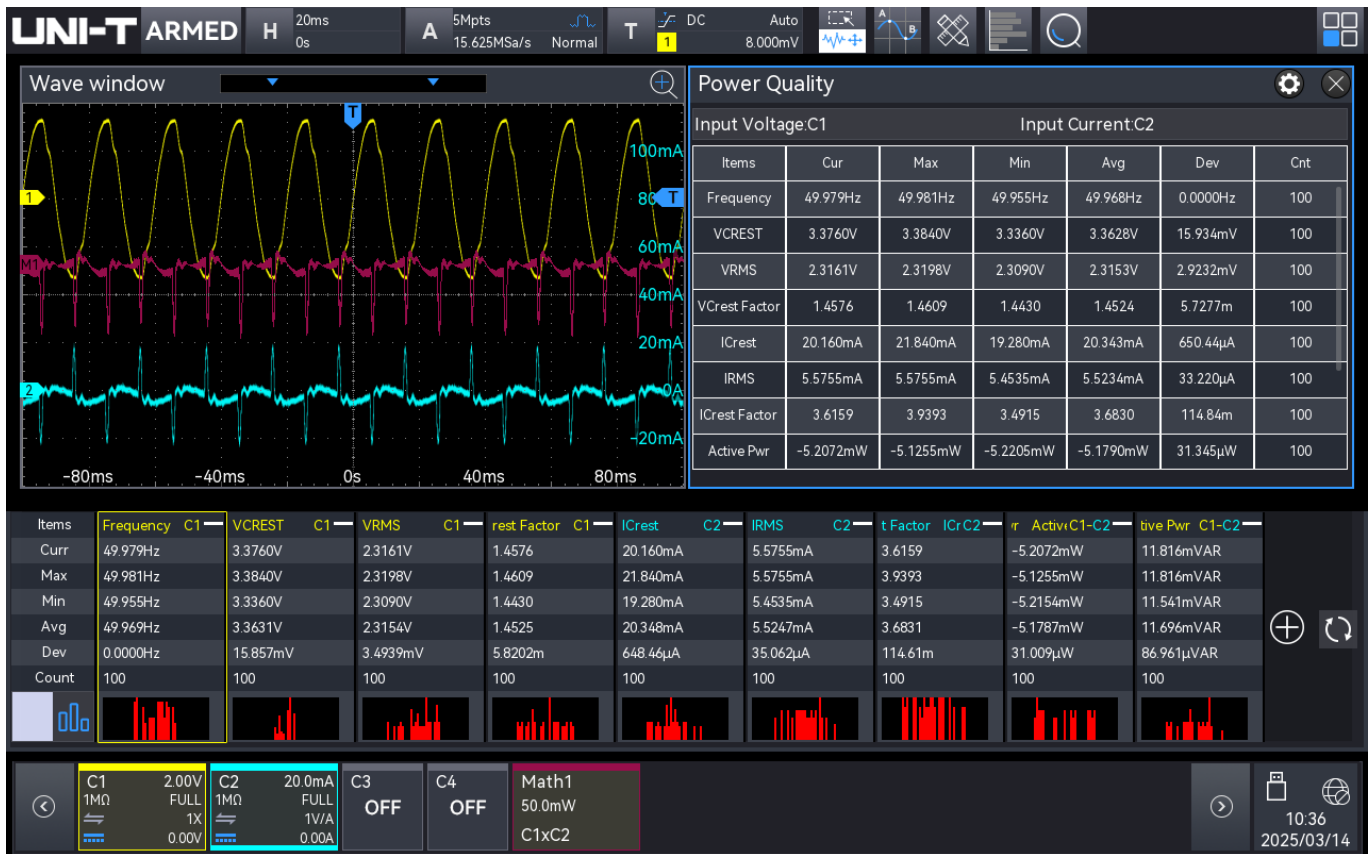 UNI-T ARMED H 20ms 0s A 5Mpts 15.625MSa/s Normal T DC 1 Auto 8.000mV A B
Wave window
T
1
M1
2
T
100mA
80
60mA
40mA
20mA
0A
-20mA
-80ms -40ms 0s 40ms 80ms
Power Quality
Input Voltage:C1 Input Current:C2
Items Cur Max Min Avg Dev Cnt
Frequency 49.979Hz 49.981Hz 49.955Hz 49.968Hz 0.0000Hz 100
VCREST 3.3760V 3.3840V 3.3360V 3.3628V 15.934mV 100
VRMS 2.3161V 2.3198V 2.3090V 2.3153V 2.9232mV 100
VCrest Factor 1.4576 1.4609 1.4430 1.4524 5.7277m 100
ICrest 20.160mA 21.840mA 19.280mA 20.343mA 650.44µA 100
IRMS 5.5755mA 5.5755mA 5.4535mA 5.5234mA 33.220µA 100
ICrest Factor 3.6159 3.9393 3.4915 3.6830 114.84m 100
Active Pwr -5.2072mW -5.1255mW -5.2205mW -5.1790mW 31.345µW 100
Items Frequency C1 VCREST C1 VRMS C1 rest Factor C1 ICrest C2 IRMS C2 t Factor ICr C2 r Activ C1-C2 tive Pwr C1-C2
Curr 49.979Hz 3.3760V 2.3161V 1.4576 20.160mA 5.5755mA 3.6159 -5.2072mW 11.816mVAR
Max 49.981Hz 3.3840V 2.3198V 1.4609 21.840mA 5.5755mA 3.9393 -5.1255mW 11.816mVAR
Min 49.955Hz 3.3360V 2.3090V 1.4430 19.280mA 5.4535mA 3.4915 -5.2154mW 11.541mVAR
Avg 49.969Hz 3.3631V 2.3154V 1.4525 20.348mA 5.5247mA 3.6831 -5.1787mW 11.696mVAR
Dev 0.0000Hz 15.857mV 3.4939mV 5.8202m 648.46µA 35.062µA 114.61m 31.009µW 86.961µVAR
Count 100 100 100 100 100 100 100 100 100
C1 2.00V
1MΩ FULL
1X
0.00V
C2 20.0mA
1MΩ FULL
1V/A
0.00A
C3
OFF
C4
OFF
Math1
50.0mW
C1xC2
10:36
2025/03/14